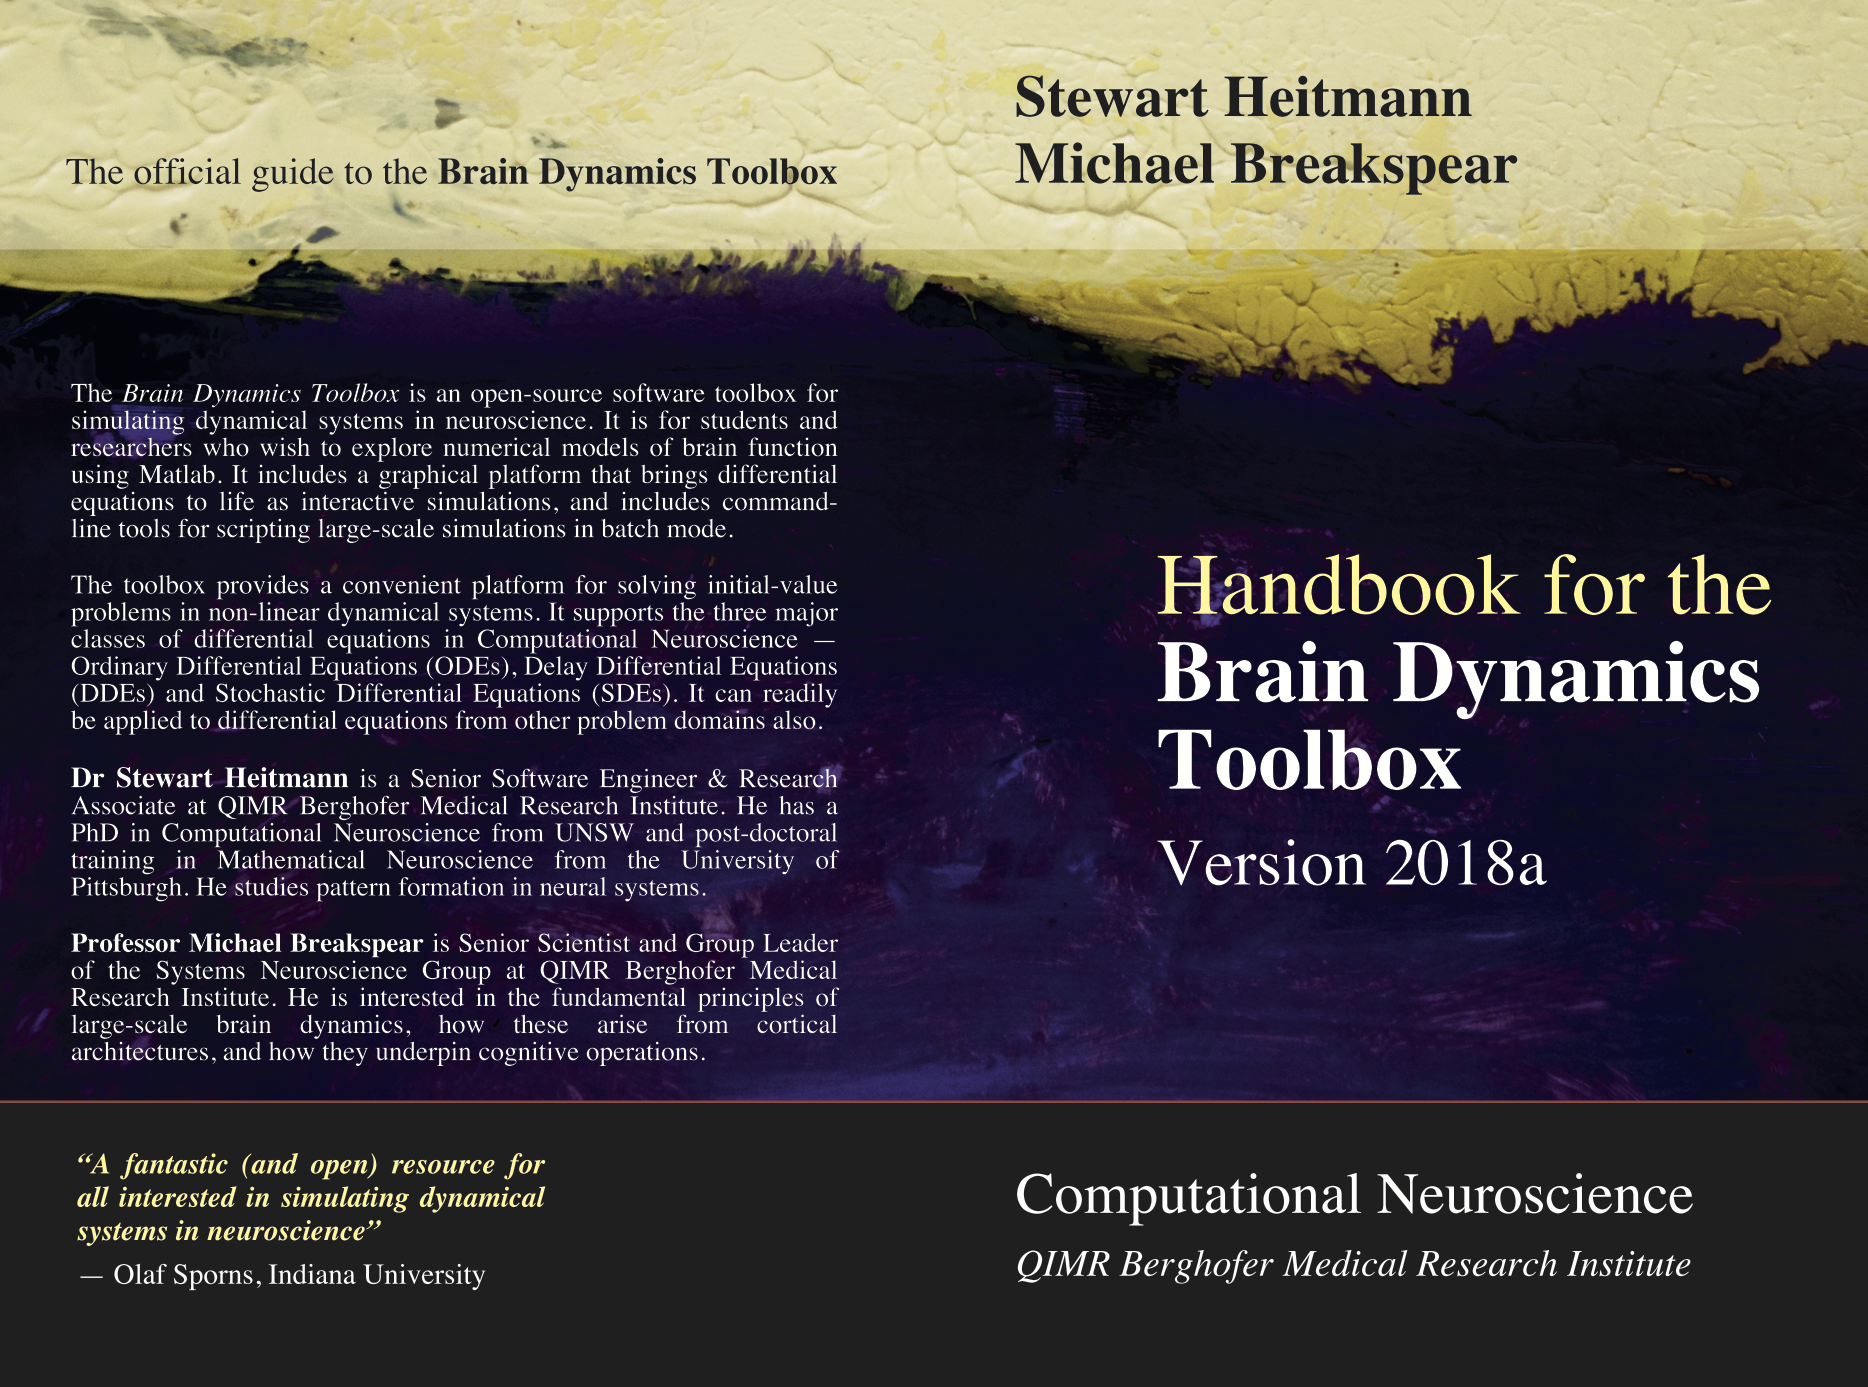 The official guide to the Brain Dynamics Toolbox
The Brain Dynamics Toolbox is an open-source software toolbox for
simulating dynamical systems in neuroscience. It is for students and
researchers who wish to explore numerical models of brain function
using Matlab. It includes a graphical platform that brings differential
equations to life as interactive simulations, and includes command-
line tools for scripting large-scale simulations in batch mode.
The toolbox provides a convenient platform for solving initial-value
problems in non-linear dynamical systems. It supports the three major
classes of differential equations in Computational Neuroscience —
Ordinary Differential Equations (ODEs), Delay Differential Equations
(DDEs) and Stochastic Differential Equations (SDEs). It can readily
be applied to differential equations from other problem domains also.
Dr Stewart Heitmann is a Senior Software Engineer & Research
Associate at QIMR Berghofer Medical Research Institute. He has a
PhD in Computational Neuroscience from UNSW and post-doctoral
training in Mathematical Neuroscience from the University of
Pittsburgh. He studies pattern formation in neural systems.
Professor Michael Breakspear is Senior Scientist and Group Leader
of the Systems Neuroscience Group at QIMR Berghofer Medical
Research Institute. He is interested in the fundamental principles of
large-scale brain dynamics, how these arise from cortical
architectures, and how they underpin cognitive operations.
“A fantastic (and open) resource for
all interested in simulating dynamical
systems in neuroscience”
— Olaf Sporns, Indiana University
Stewart Heitmann
Michael Breakspear
Handbook for the
Brain Dynamics
Toolbox
Version 2018a
Computational Neuroscience
QIMR Berghofer Medical Research Institute